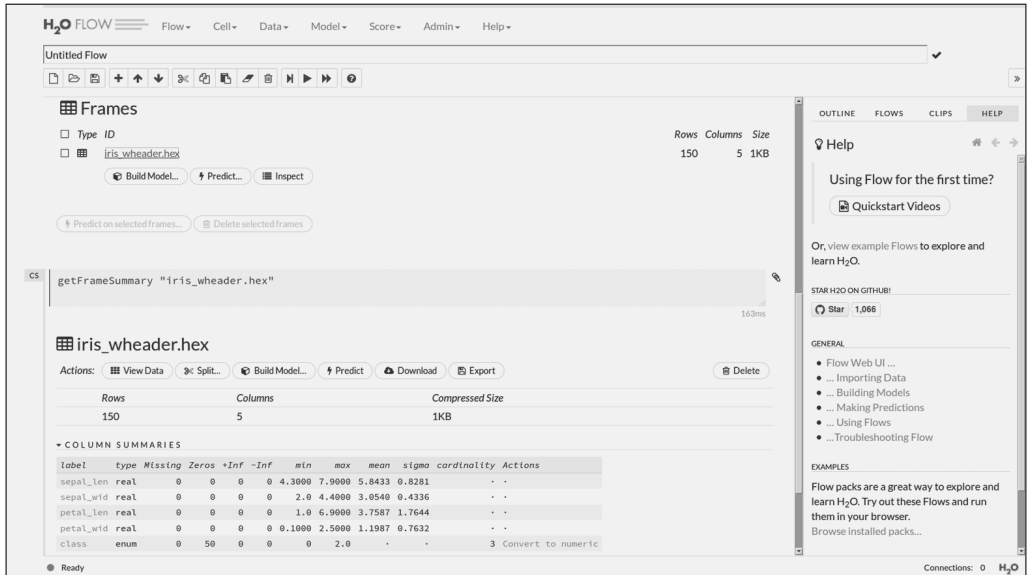 H2O FLOW Flow Cell Data Model Score Admin Help
Untitled Flow
Frames
Type ID Rows Columns Size
iris_wheader.hex 150 5 1KB
Build Model... Predict... Inspect
Predict on selected frames... Delete selected frames
CS
getFrameSummary "iris_wheader.hex"
163ms
iris_wheader.hex
Actions: View Data Split... Build Model... Predict Download Export Delete
Rows Columns Compressed Size
150 5 1KB
COLUMN SUMMARIES
label type Missing Zeros +Inf -Inf min max mean sigma cardinality Actions
sepal_len real 0 0 0 0 4.3000 7.9000 5.8433 0.8281 · ·
sepal_wid real 0 0 0 0 2.0 4.4000 3.0540 0.4336 · ·
petal_len real 0 0 0 0 1.0 6.9000 3.7587 1.7644 · ·
petal_wid real 0 0 0 0 0.1000 2.5000 1.1987 0.7632 · ·
class enum 0 50 0 0 0 2.0 · · 3 Convert to numeric
Ready
OUTLINE FLOWS CLIPS HELP
Help
Using Flow for the first time?
Quickstart Videos
Or, view example Flows to explore and
learn H2O.
STAR H2O ON GITHUB!
Star 1,066
GENERAL
• Flow Web UI ...
• ... Importing Data
• ... Building Models
• ... Making Predictions
• ... Using Flows
• ...Troubleshooting Flow
EXAMPLES
Flow packs are a great way to explore and
learn H2O. Try out these Flows and run
them in your browser.
Browse installed packs...
Connections: 0 H2O